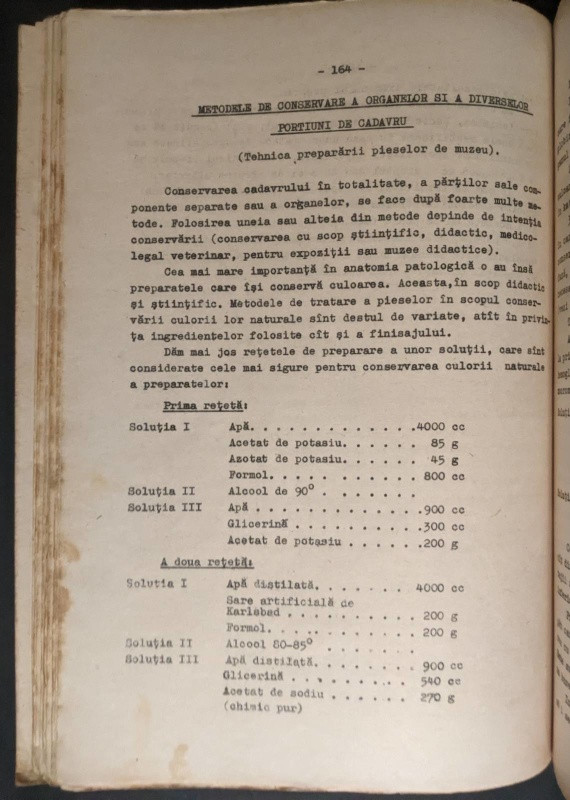 - 164 -
METODELE DE CONSERVARE A ORGANELOR SI A DIVERSELOR
PORTIUNI DE CADAVRU
(Tehnica preparării pieselor de muzeu).
Conservarea cadavrului în totalitate, a părților sale com-
ponente separate sau a organelor, se face după foarte multe me-
tode. Folosirea uneia sau alteia din metode depinde de intenția
conservării (conservarea cu scop științific, didactic, medico-
legal veterinar, pentru expoziții sau muzee didactice).
Cea mai mare importanță în anatomia patologică o au însă
preparatele care își conservă culoarea. Aceasta, în scop didactic
și științific. Metodele de tratare a pieselor în scopul conser-
vării culorii lor naturale sînt destul de variate, atît în privin-
ța ingredientelor folosite cît și a finisajului.
Dăm mai jos rețetele de preparare a unor soluții, care sînt
considerate cele mai sigure pentru conservarea culorii naturale
a preparatelor:
Prima rețetă:
Soluția I Apă. . . . . . . . . . . . . .4000 cc
Acetat de potasiu. . . . . . 85 g
Azotat de potasiu. . . . . . 45 g
Formol. . . . . . . . . . . 800 cc
Soluția II Alcool de 90° . . . . . . .
Soluția III Apă . . . . . . . . . . . . .900 cc
Glicerină . . . . . . . . . .300 cc
Acetat de potasiu . . . . . .200 g
A doua rețetă:
Soluția I Apă distilată. . . . . . . . 4000 cc
Sare artificială de
Karlsbad . . . . . . . . . . 200 g
Formol. . . . . . . . . . . 200 g
Soluția II Alcool 80-85° . . . . . . .
Soluția III Apă distilată. . . . . . . . 900 cc
Glicerină . . . . . . . . . 540 cc
Acetat de sodiu . . . . . . 270 g
(chimic pur)